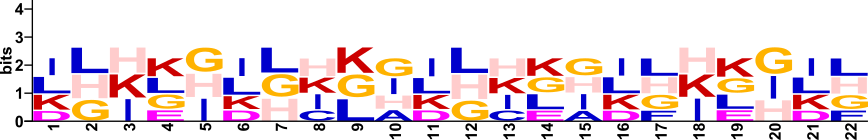 bits
4
3
2
1
0
I L H K G I L H K G I L H K G I L H K G I L
L H K L H L G K G I L H K G H L H K G I L H
K G I G I K H I L H K G I L I K G I L H K G
D E D C A D C E A D E E D E
1 2 3 4 5 6 7 8 9 10 11 12 13 14 15 16 17 18 19 20 21 22